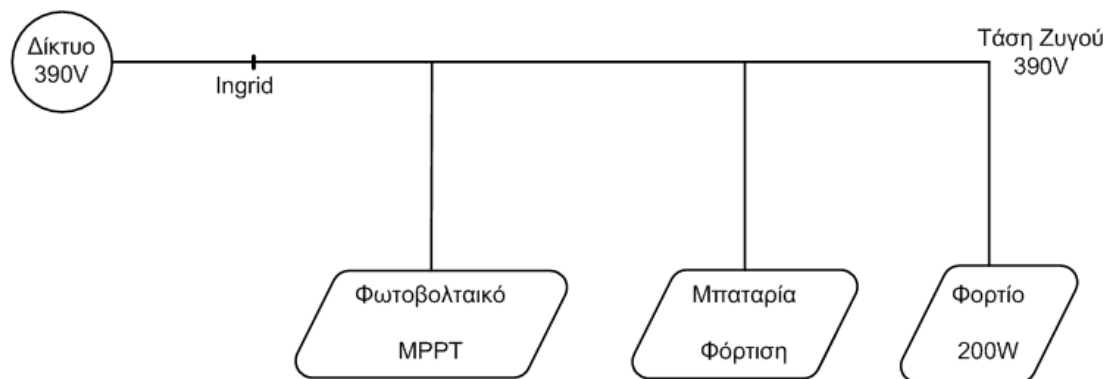 Δίκτυο
390V
Ingrid
Τάση Ζυγού
390V
Φωτοβολταικό
MPPT
Μπαταρία
Φόρτιση
Φορτίο
200W